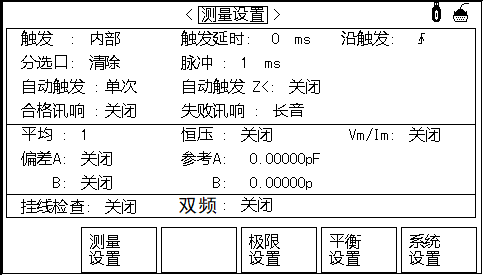 <测量设置>
触发 : 内部 触发延时: 0 ms 沿触发:
分选口: 清除 脉冲 : 1 ms
自动触发 :单次 自动触发 Z<: 关闭
合格讯响 :关闭 失败讯响 : 长音
平均 : 1 恒压 : 关闭 Vm/Im: 关闭
偏差A: 关闭 参考A: 0.00000pF
B: 关闭 B: 0.00000p
挂线检查: 关闭 双频 : 关闭
测量 极限 平衡 系统
设置 设置 设置 设置